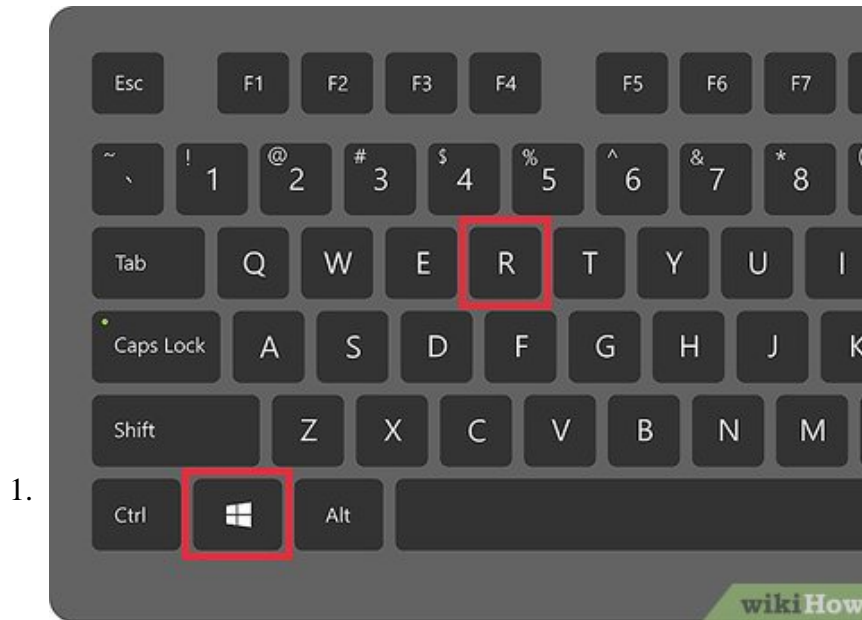 Esc F1 F2 F3 F4 F5 F6 F7
~ ` ! 1 @ 2 # 3 $ 4 % 5 ^ 6 & 7 * 8 (
Tab Q W E R T Y U I
Caps Lock A S D F G H J K
Shift Z X C V B N M
1.
Ctrl Alt
wikiHow